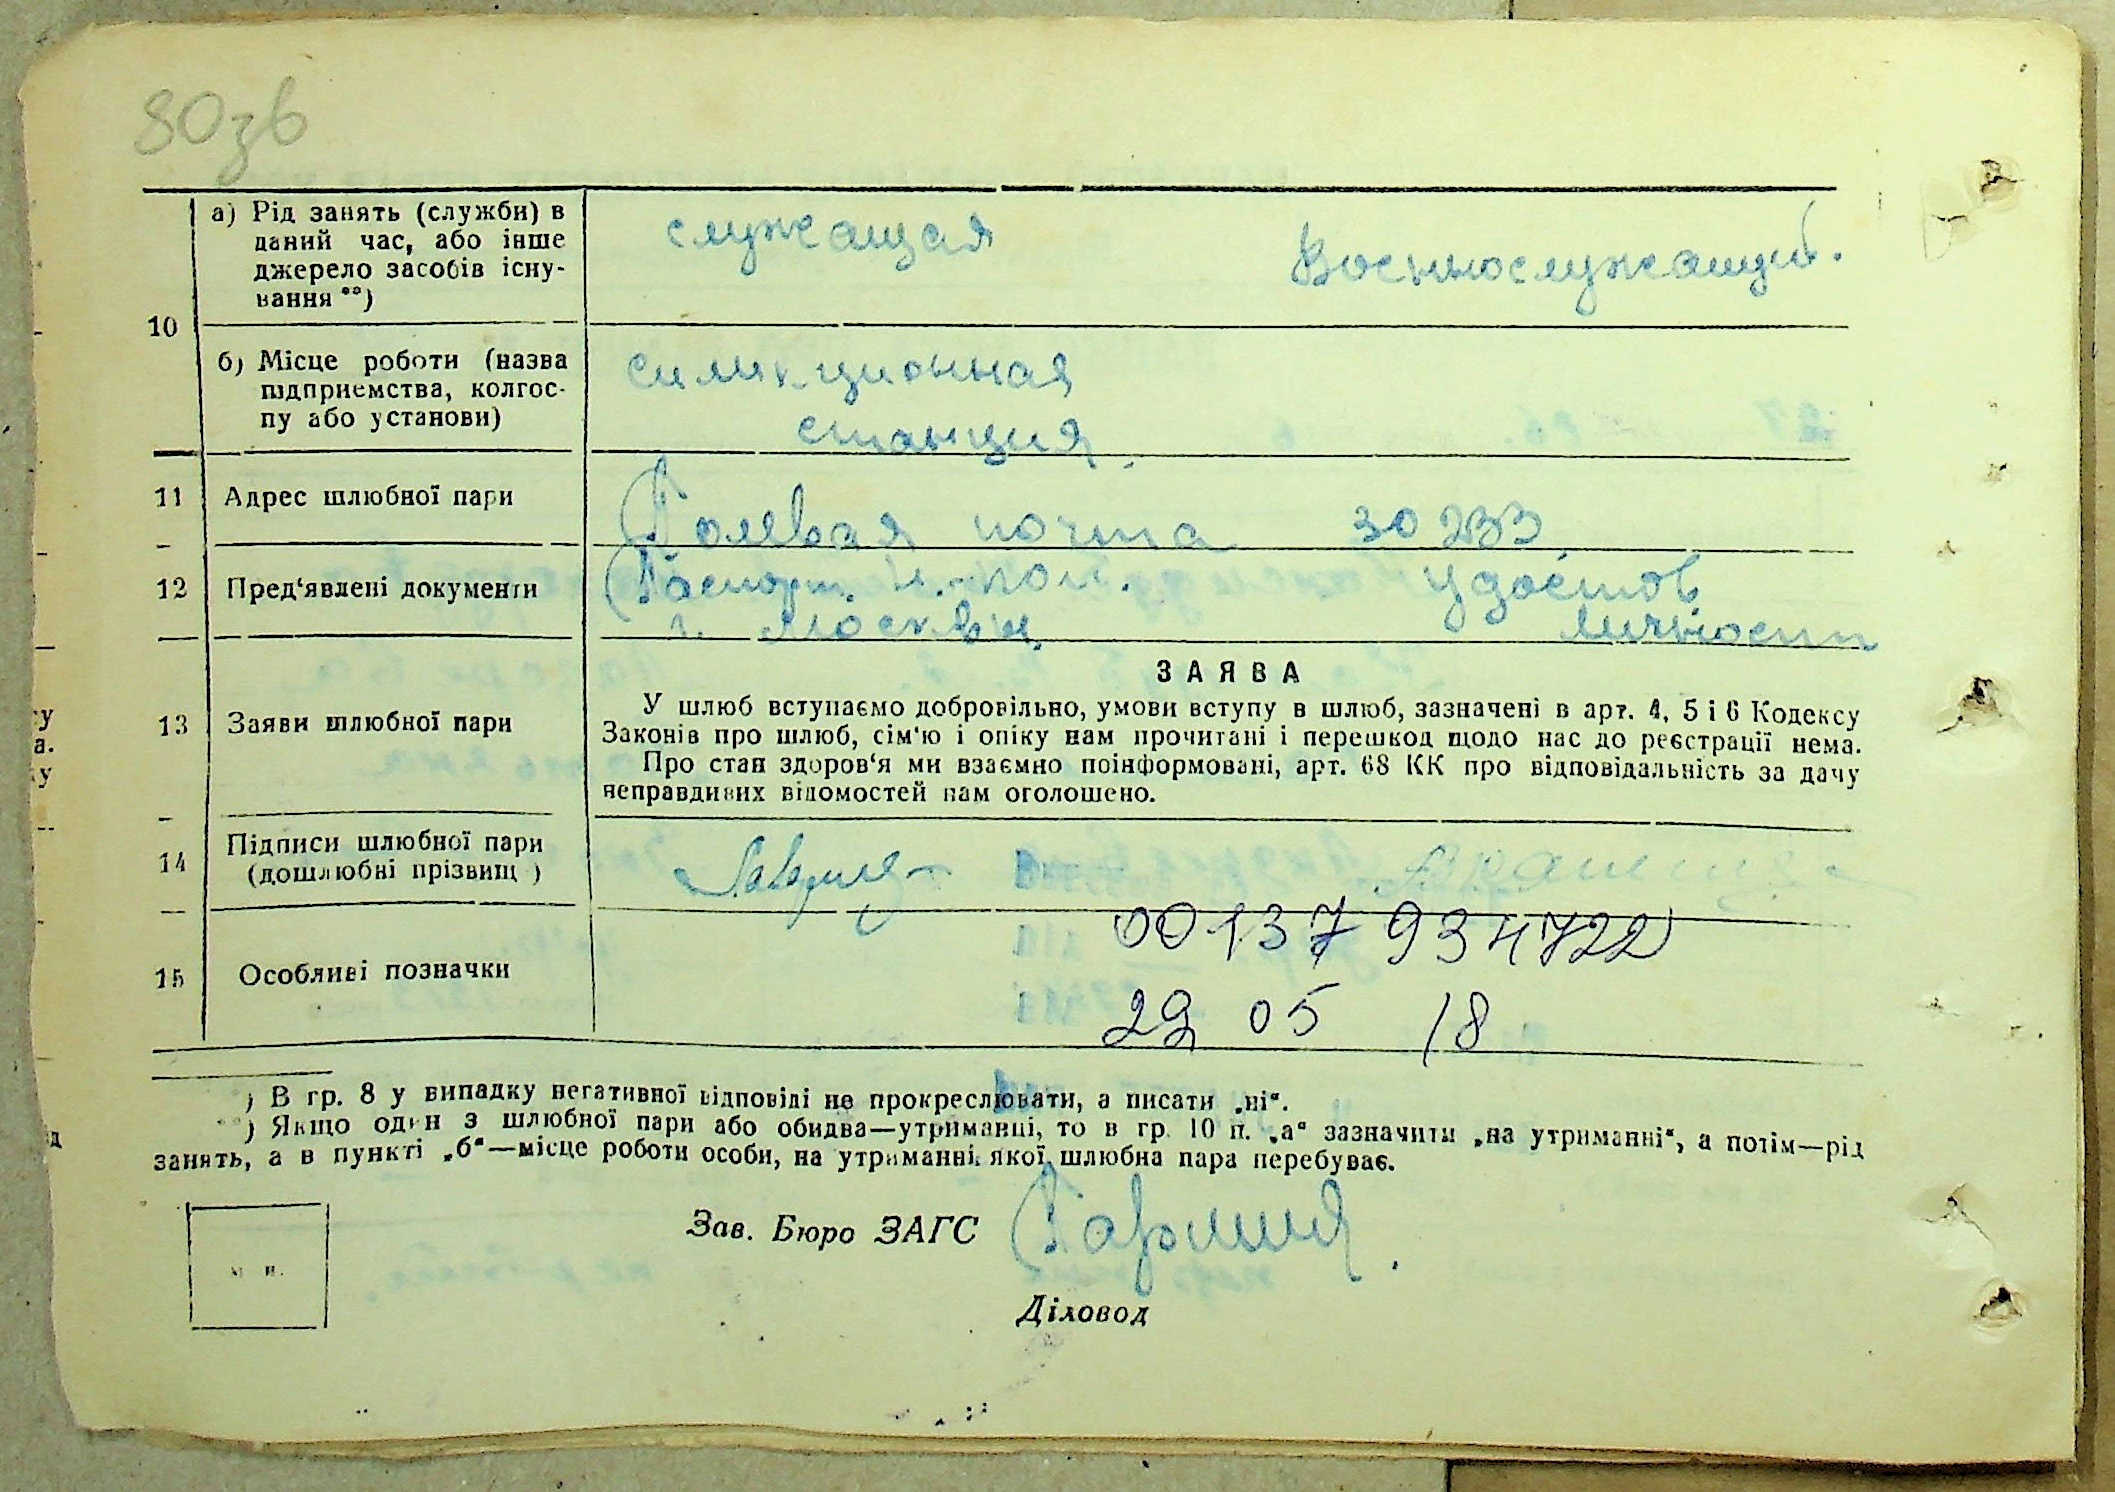 80зв
10
а) Рід занять (служби) в
даний час, або інше
джерело засобів існу-
вання **)
служащая
Военнослужащий.
б) Місце роботи (назва
підприємства, колгос-
пу або установи)
станция
11
Адрес шлюбної пари
Полевая почта 30233
12
Пред'явлені документи
Паспорт
г. Москвы
удостов
личности
ЗАЯВА
13
Заяви шлюбної пари
У шлюб вступаємо добровільно, умови вступу в шлюб, зазначені в арт. 4, 5 і 6 Кодексу
Законів про шлюб, сім'ю і опіку нам прочитані і перешкод щодо нас до реєстрації нема.
Про стан здоров'я ми взаємно поінформовані, арт. 68 КК про відповідальність за дачу
неправдивих відомостей нам оголошено.
14
Підписи шлюбної пари
(дошлюбні прізвищ )
00137934722
15
Особливі позначки
29 05 18
) В гр. 8 у випадку негативної відповіді не прокреслювати, а писати „ні“.
**) Якщо один з шлюбної пари або обидва—утриманці, то в гр. 10 п. „а“ зазначити „на утриманні“, а потім—рід
занять, а в пункті „б“—місце роботи особи, на утриманні якої шлюбна пара перебуває.
Зав. Бюро ЗАГС
м. п.
Діловод